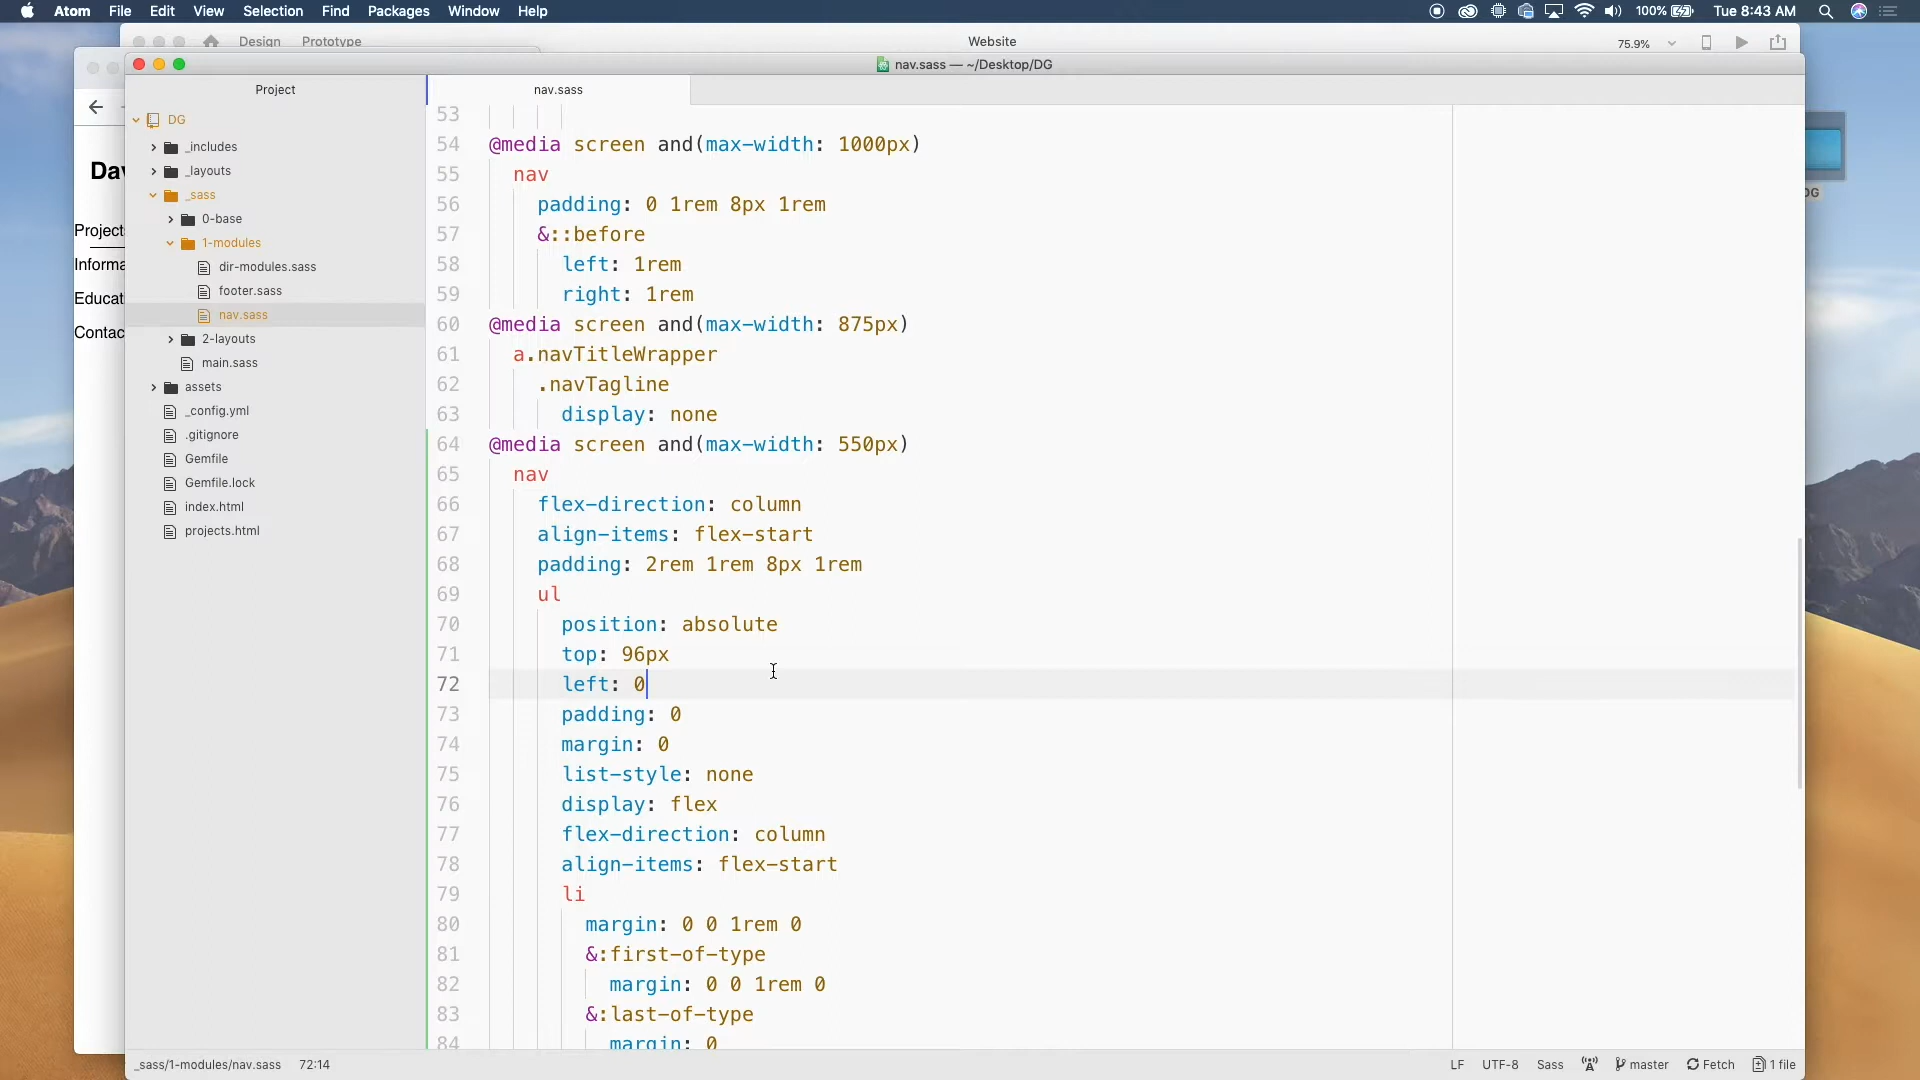 Atom File Edit View Selection Find Packages Window Help 100% Tue 8:43 AM
Design Prototype Website 75.9%
nav.sass — ~/Desktop/DG
Project
nav.sass
DG
_includes
_layouts
_sass
0-base
1-modules
dir-modules.sass
footer.sass
nav.sass
2-layouts
main.sass
assets
_config.yml
.gitignore
Gemfile
Gemfile.lock
index.html
projects.html
Dav
Project
Informa
Educat
Contac
DG
53
54 @media screen and(max-width: 1000px)
55 nav
56 padding: 0 1rem 8px 1rem
57 &::before
58 left: 1rem
59 right: 1rem
60 @media screen and(max-width: 875px)
61 a.navTitleWrapper
62 .navTagline
63 display: none
64 @media screen and(max-width: 550px)
65 nav
66 flex-direction: column
67 align-items: flex-start
68 padding: 2rem 1rem 8px 1rem
69 ul
70 position: absolute
71 top: 96px
72 left: 0
73 padding: 0
74 margin: 0
75 list-style: none
76 display: flex
77 flex-direction: column
78 align-items: flex-start
79 li
80 margin: 0 0 1rem 0
81 &:first-of-type
82 margin: 0 0 1rem 0
83 &:last-of-type
84 margin: 0
_sass/1-modules/nav.sass 72:14 LF UTF-8 Sass master Fetch 1 file